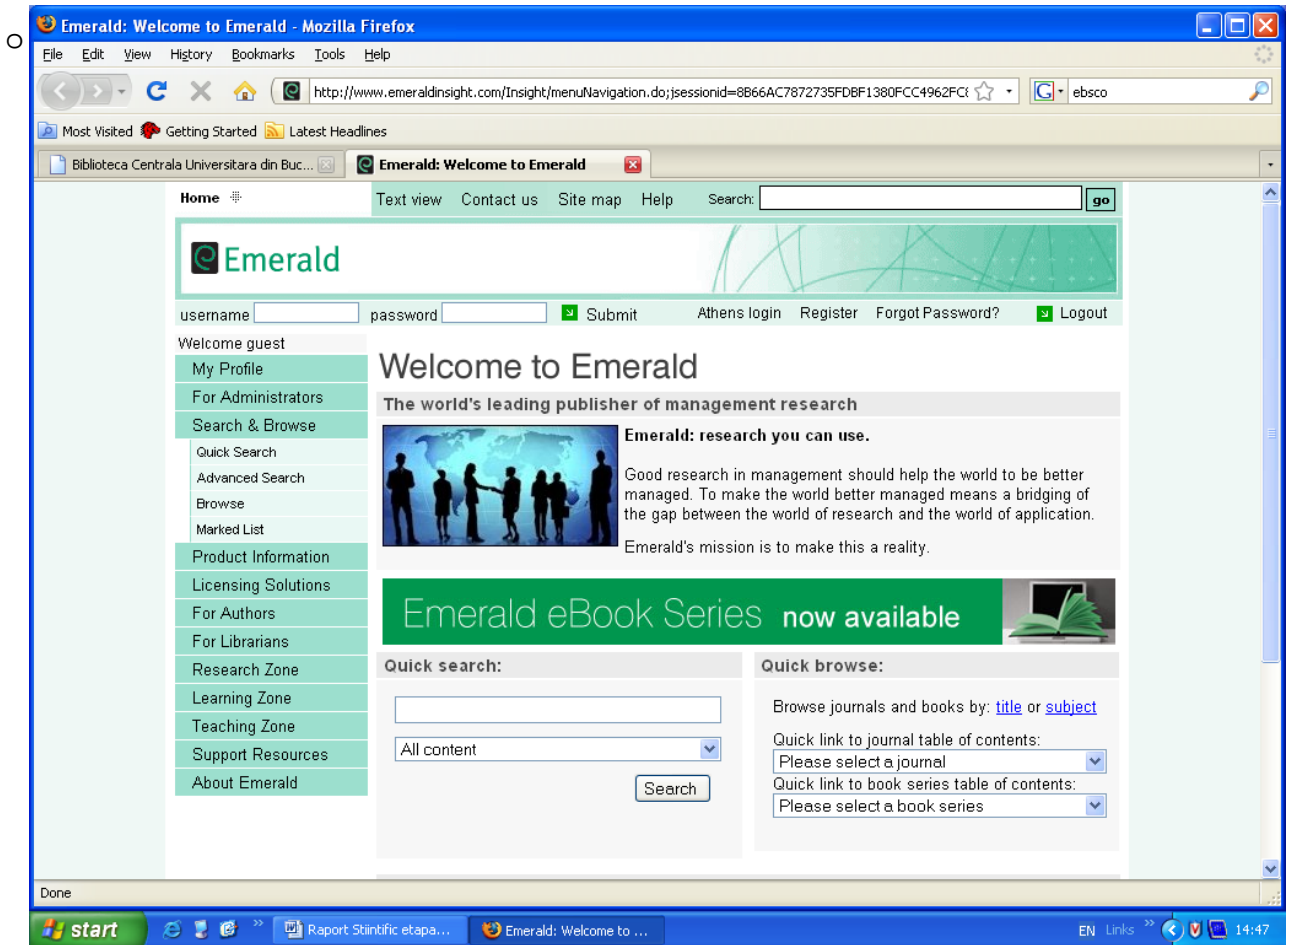 Emerald: Welcome to Emerald - Mozilla Firefox
File Edit View History Bookmarks Tools Help
http://www.emeraldinsight.com/Insight/menuNavigation.do;jsessionid=8B66AC7872735FDBF1380FCC4962FC8 G ebsco
Most Visited Getting Started Latest Headlines
Biblioteca Centrala Universitara din Buc... Emerald: Welcome to Emerald
Home Text view Contact us Site map Help Search: go
Emerald
username password Submit Athens login Register Forgot Password? Logout
Welcome guest
My Profile
For Administrators
Search & Browse
Quick Search
Advanced Search
Browse
Marked List
Product Information
Licensing Solutions
For Authors
For Librarians
Research Zone
Learning Zone
Teaching Zone
Support Resources
About Emerald
Welcome to Emerald
The world's leading publisher of management research
Emerald: research you can use.
Good research in management should help the world to be better
managed. To make the world better managed means a bridging of
the gap between the world of research and the world of application.
Emerald's mission is to make this a reality.
Emerald eBook Series now available
Quick search:
All content
Search
Quick browse:
Browse journals and books by: title or subject
Quick link to journal table of contents:
Please select a journal
Quick link to book series table of contents:
Please select a book series
Done
start Raport Stiintific etapa... Emerald: Welcome to ... EN Links 14:47